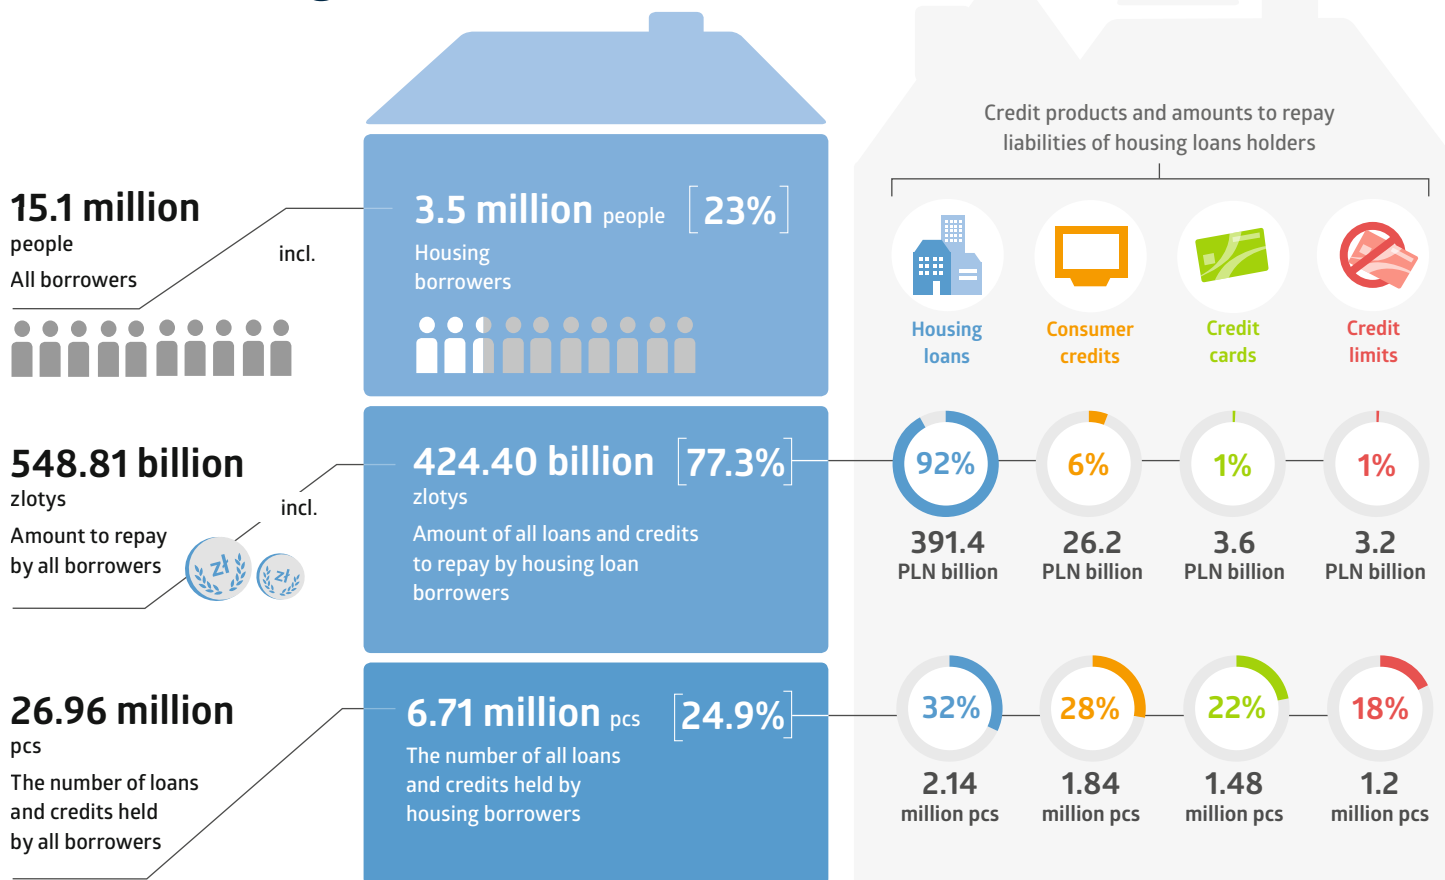 15.1 million
people
All borrowers
incl.
3.5 million people [23%]
Housing
borrowers
548.81 billion
zlotys
Amount to repay
by all borrowers
incl.
zł
zł
424.40 billion [77.3%]
zlotys
Amount of all loans and credits
to repay by housing loan
borrowers
26.96 million
pcs
The number of loans
and credits held
by all borrowers
6.71 million pcs [24.9%]
The number of all loans
and credits held by
housing borrowers
Credit products and amounts to repay
liabilities of housing loans holders
Housing
loans
Consumer
credits
Credit
cards
Credit
limits
92%
6%
1%
1%
391.4
PLN billion
26.2
PLN billion
3.6
PLN billion
3.2
PLN billion
32%
28%
22%
18%
2.14
million pcs
1.84
million pcs
1.48
million pcs
1.2
million pcs